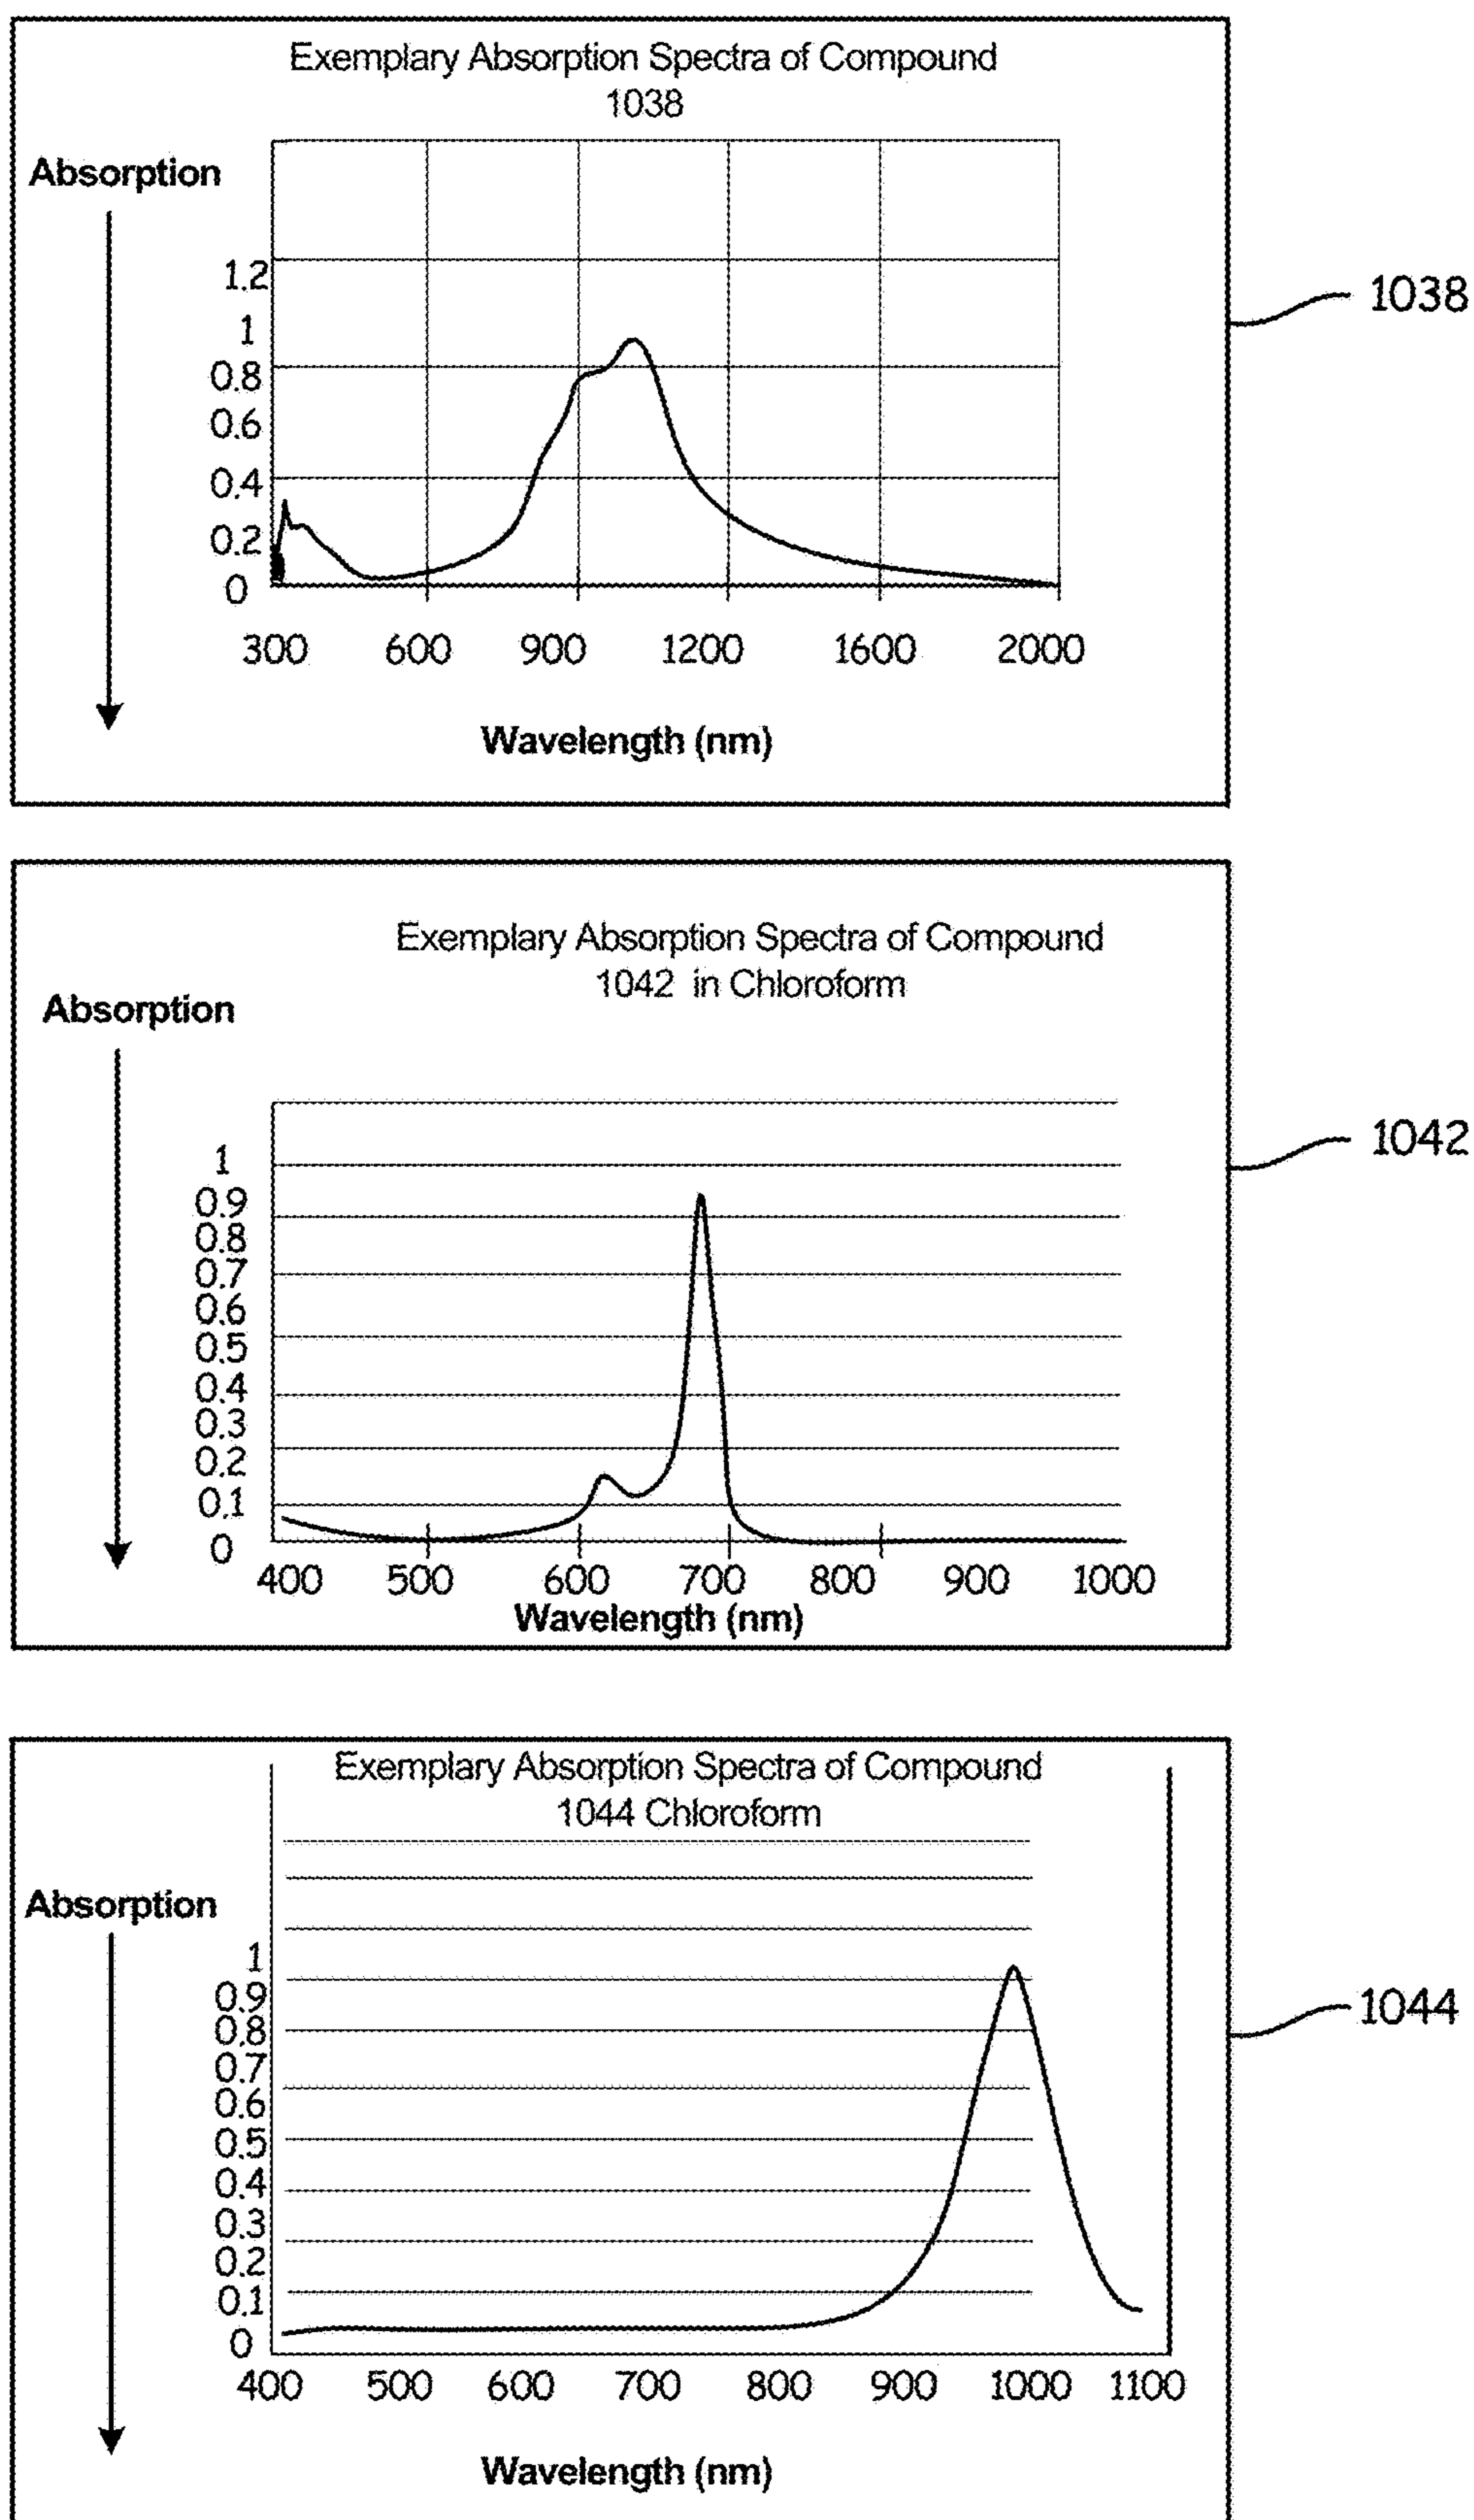 Exemplary Absorption Spectra of Compound
1038
Absorption
1.2
1
0.8
0.6
0.4
0.2
0
300 600 900 1200 1600 2000
Wavelength (nm)
1038
Exemplary Absorption Spectra of Compound
1042 in Chloroform
Absorption
1
0.9
0.8
0.7
0.6
0.5
0.4
0.3
0.2
0.1
0
400 500 600 700 800 900 1000
Wavelength (nm)
1042
Exemplary Absorption Spectra of Compound
1044 Chloroform
Absorption
1
0.9
0.8
0.7
0.6
0.5
0.4
0.3
0.2
0.1
0
400 500 600 700 800 900 1000 1100
Wavelength (nm)
1044